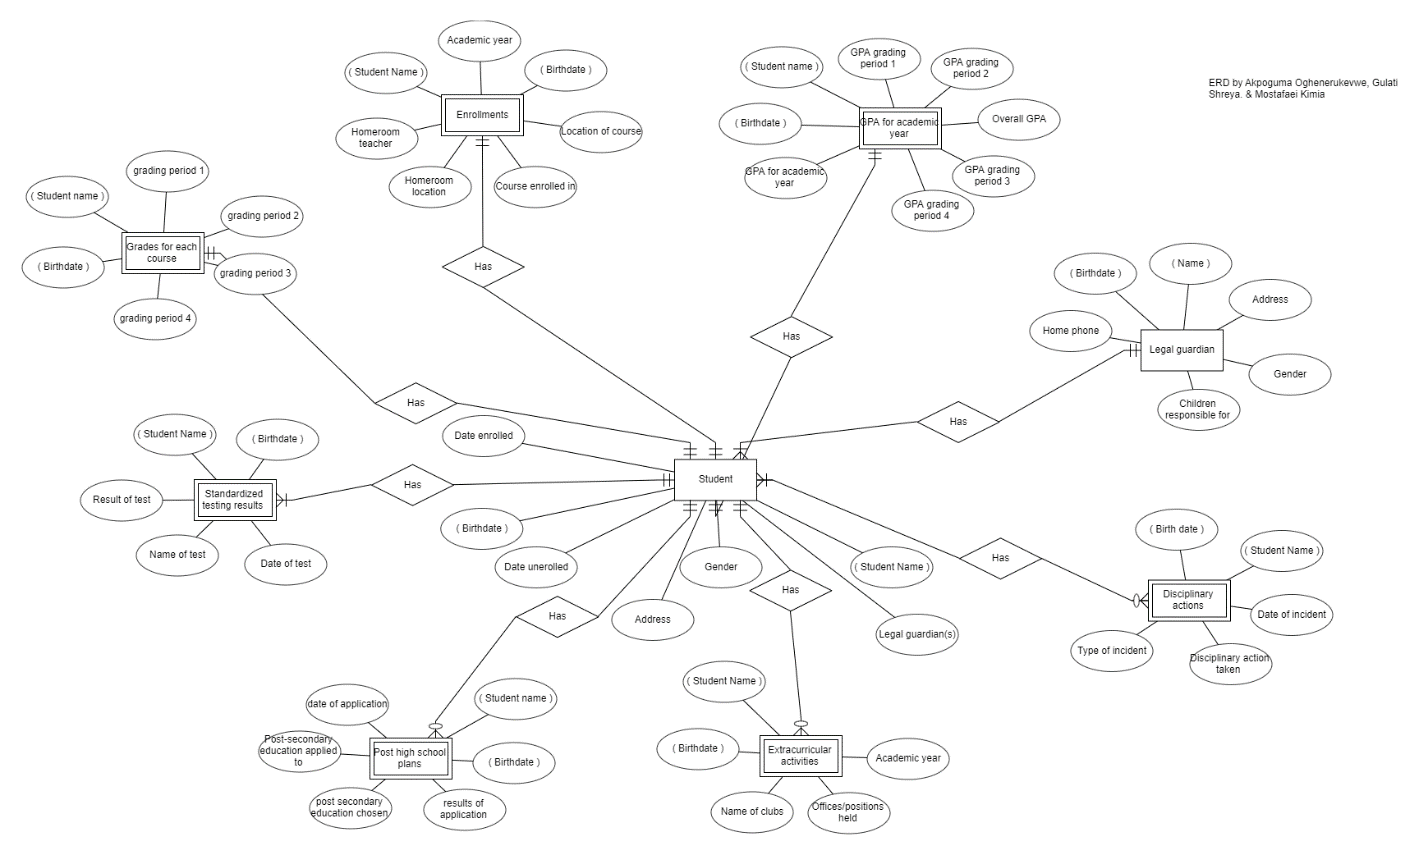 Academic year
( Student Name )
( Birthdate )
Enrollments
Homeroom
teacher
Location of course
Homeroom
location
Course enrolled in
( Student name )
GPA grading
period 1
GPA grading
period 2
( Birthdate )
GPA for academic
year
Overall GPA
GPA for academic
year
GPA grading
period 3
GPA grading
period 4
ERD by Akpoguma Oghenerukevwe, Gulati
Shreya. & Mostafaei Kimia
grading period 1
( Student name )
grading period 2
Grades for each
course
( Birthdate )
grading period 3
grading period 4
Has
Has
( Birthdate )
( Name )
Address
Home phone
Legal guardian
Gender
Children
responsible for
Has
Has
( Student Name )
( Birthdate )
Result of test
Standardized
testing results
Name of test
Date of test
Has
Date enrolled
Student
( Birthdate )
Date unerolled
Gender
( Student Name )
Address
Legal guardian(s)
Has
( Birth date )
( Student Name )
Disciplinary
actions
Date of incident
Type of incident
Disciplinary action
taken
Has
Has
date of application
( Student name )
Post-secondary
education applied
to
Post high school
plans
( Birthdate )
post secondary
education chosen
results of
application
( Student Name )
( Birthdate )
Extracurricular
activities
Academic year
Name of clubs
Offices/positions
held